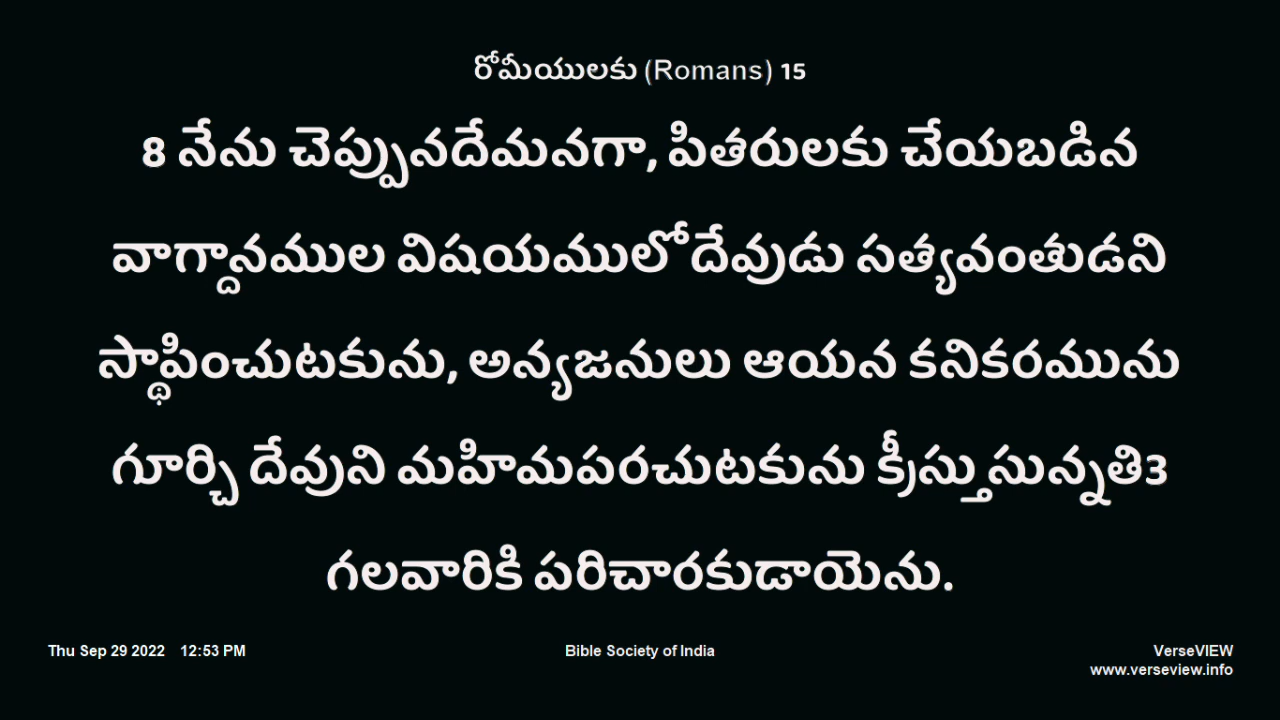 రోమీయులకు (Romans) 15
8 నేను చెప్పునదేమనగా, పితరులకు చేయబడిన
వాగ్దానముల విషయములోదేవుడు సత్యవంతుడని
స్థాపించుటకును, అన్యజనులు ఆయన కనికరమును
గూర్చి దేవుని మహిమపరచుటకును క్రీస్తుసున్నతి3
గలవారికి పరిచారకుడాయెను.
Thu Sep 29 2022 12:53 PM
Bible Society of India
VerseVIEW
www.verseview.info